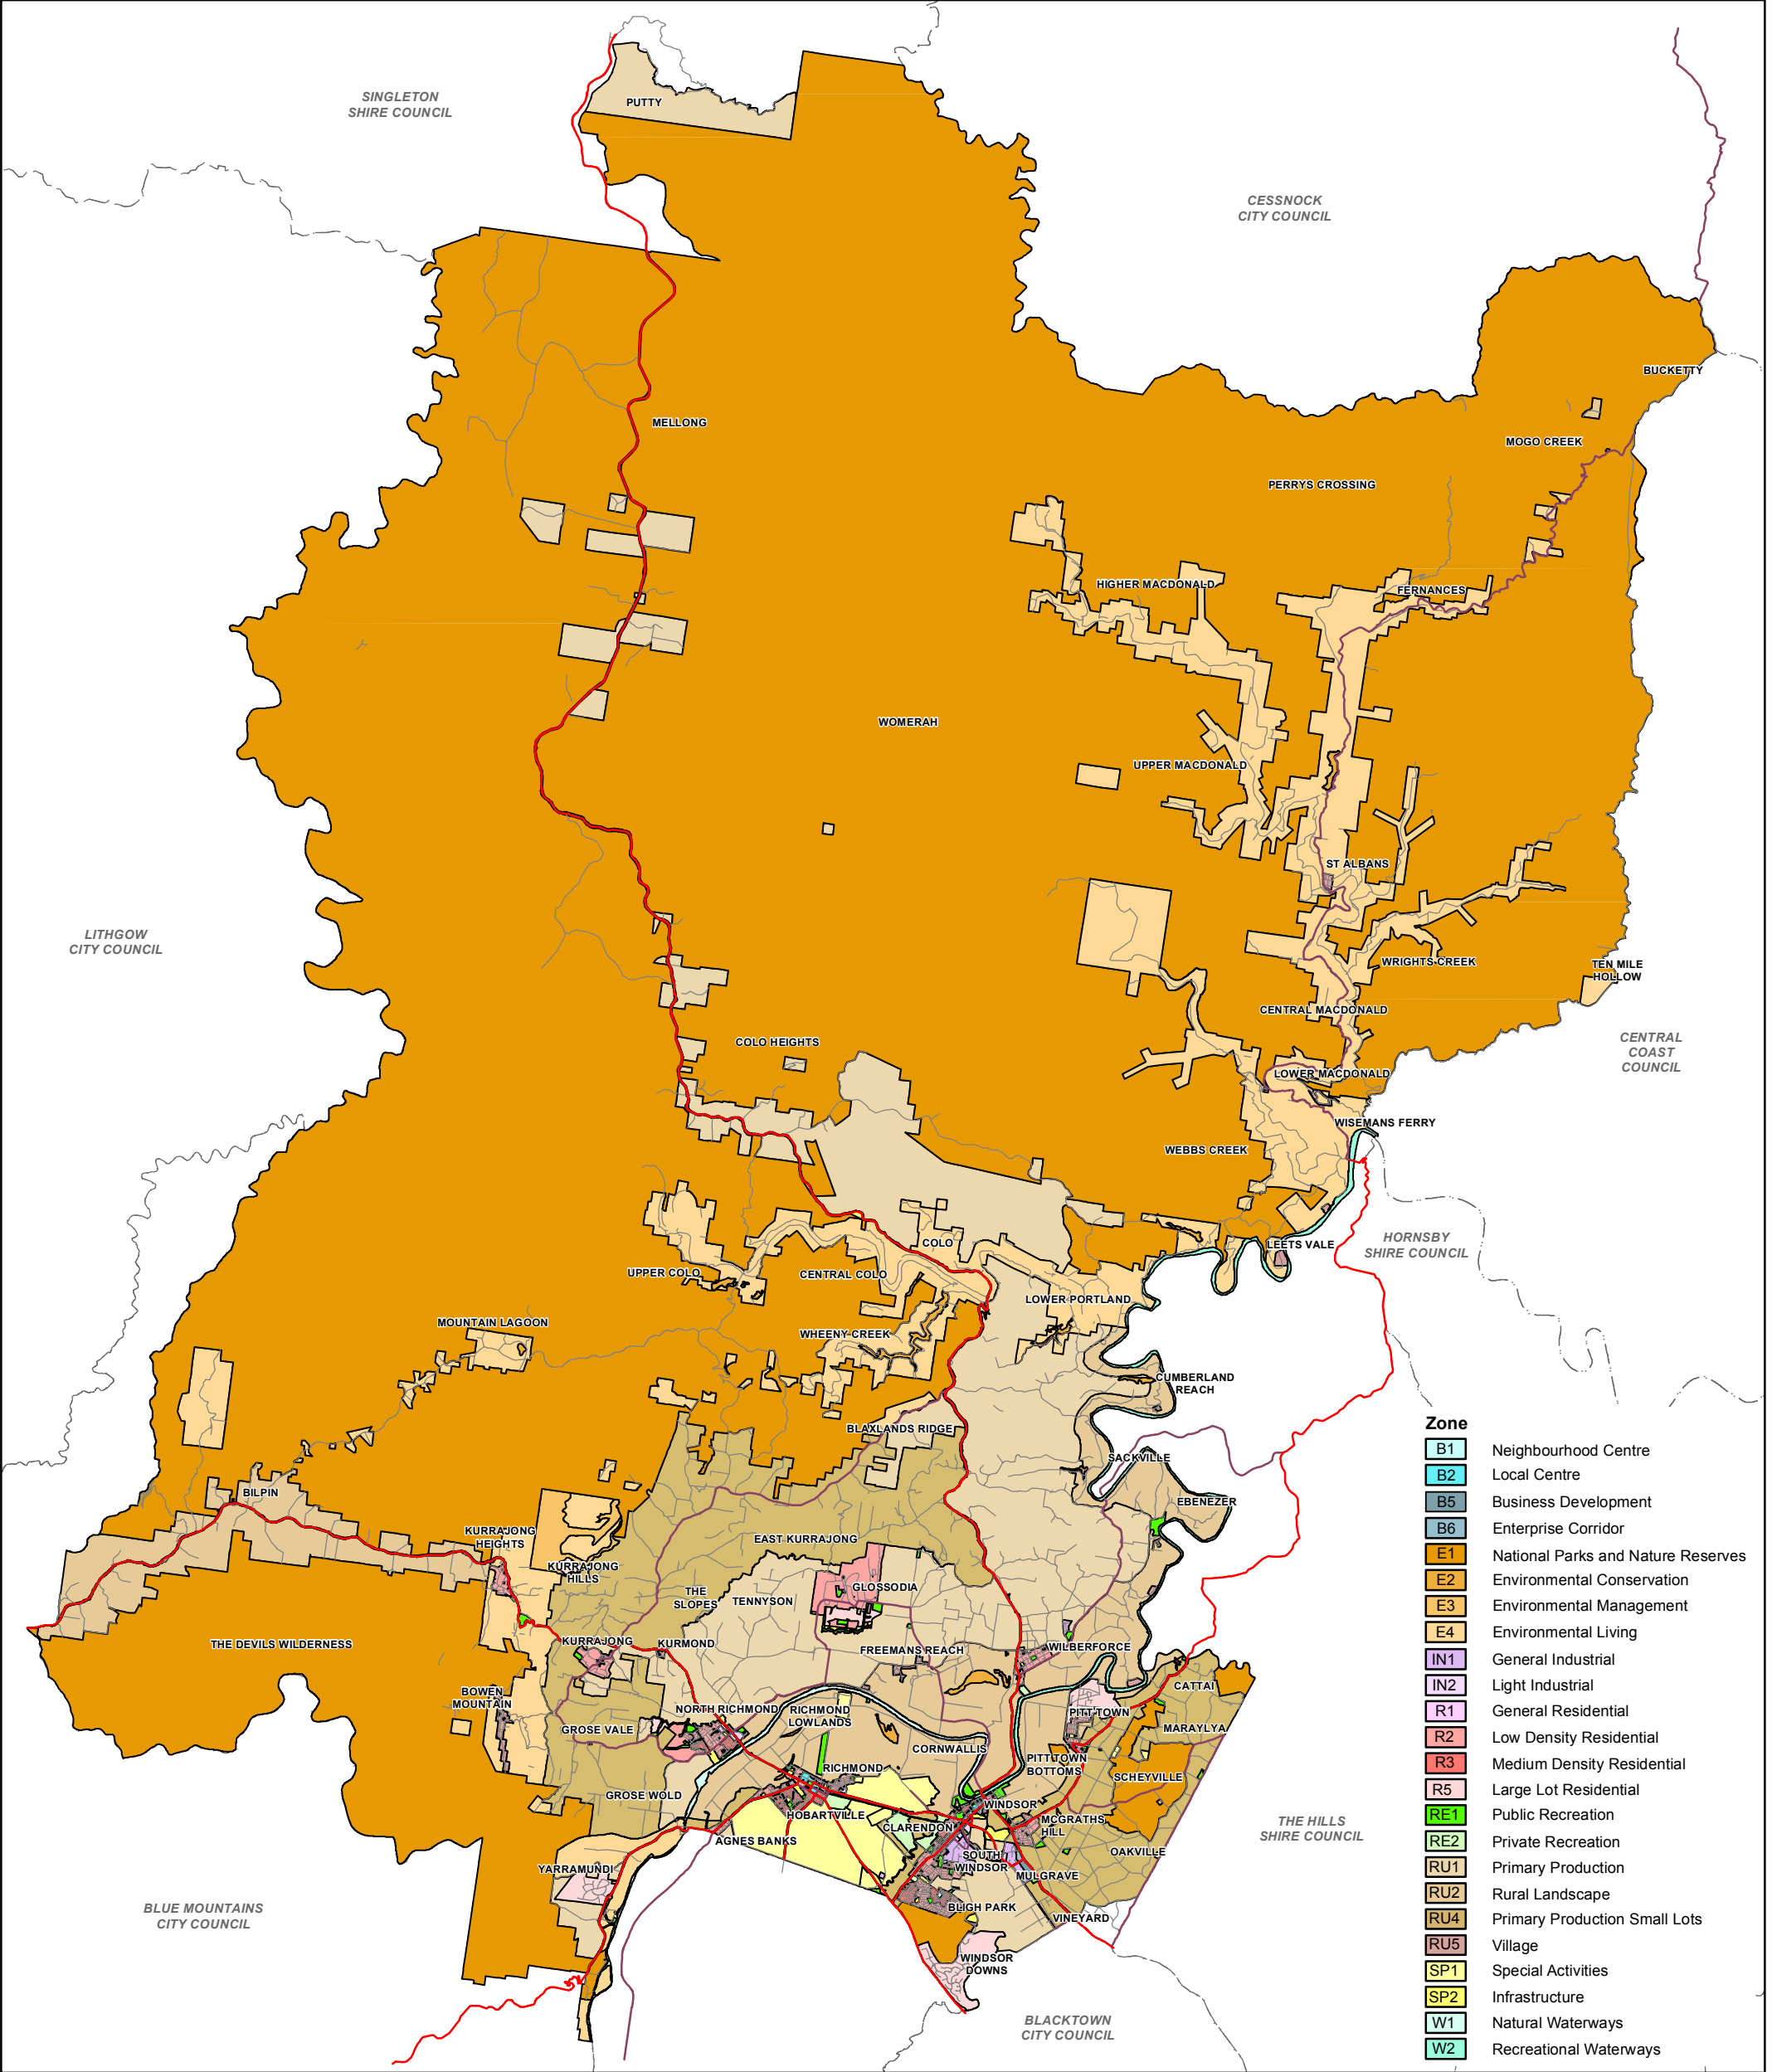 PUTTY
SINGLETON
SHIRE COUNCIL
CESSNOCK
CITY COUNCIL
BUCKETTY
MELLONG
MOGO CREEK
PERRYS CROSSING
HIGHER MACDONALD
FERNANCES
WOMERAH
UPPER MACDONALD
ST ALBANS
LITHGOW
CITY COUNCIL
WRIGHTS CREEK
TEN MILE
HOLLOW
CENTRAL MACDONALD
COLO HEIGHTS
CENTRAL
COAST
COUNCIL
LOWER MACDONALD
WISEMANS FERRY
WEBBS CREEK
COLO
LEETS VALE
HORNSBY
SHIRE COUNCIL
UPPER COLO
CENTRAL COLO
LOWER PORTLAND
MOUNTAIN LAGOON
WHEENY CREEK
CUMBERLAND
REACH
BLAXLANDS RIDGE
SACKVILLE
BILPIN
EBENEZER
KURRAJONG
HEIGHTS
EAST KURRAJONG
KURRAJONG
HILLS
GLOSSODIA
THE
SLOPES
TENNYSON
THE DEVILS WILDERNESS
KURRAJONG
KURMOND
FREEMANS REACH
WILBERFORCE
CATTAI
BOWEN
MOUNTAIN
NORTH RICHMOND
RICHMOND
LOWLANDS
PITT TOWN
GROSE VALE
MARAYLYA
CORNWALLIS
PITT TOWN
BOTTOMS
RICHMOND
SCHEYVILLE
GROSE WOLD
WINDSOR
HOBARTVILLE
MCGRATHS
HILL
CLARENDON
AGNES BANKS
THE HILLS
SHIRE COUNCIL
OAKVILLE
SOUTH
WINDSOR
YARRAMUNDI
MULGRAVE
BLIGH PARK
VINEYARD
BLUE MOUNTAINS
CITY COUNCIL
WINDSOR
DOWNS
BLACKTOWN
CITY COUNCIL
Zone
B1 Neighbourhood Centre
B2 Local Centre
B5 Business Development
B6 Enterprise Corridor
E1 National Parks and Nature Reserves
E2 Environmental Conservation
E3 Environmental Management
E4 Environmental Living
IN1 General Industrial
IN2 Light Industrial
R1 General Residential
R2 Low Density Residential
R3 Medium Density Residential
R5 Large Lot Residential
RE1 Public Recreation
RE2 Private Recreation
RU1 Primary Production
RU2 Rural Landscape
RU4 Primary Production Small Lots
RU5 Village
SP1 Special Activities
SP2 Infrastructure
W1 Natural Waterways
W2 Recreational Waterways